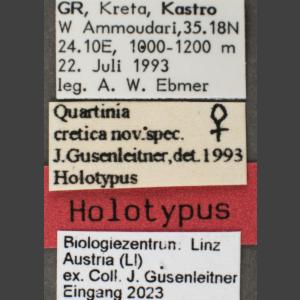 GR, Kreta, Kastro
W Ammoudari,35.18N
24.10E, 1000-1200 m
22. Juli 1993
leg. A. W. Ebmer
Quartinia ♀
cretica nov.spec.
J.Gusenleitner,det.1993
Holotypus
Holotypus
Biologiezentrum Linz
Austria (LI)
ex. Coll. J. Gusenleitner
Eingang 2023